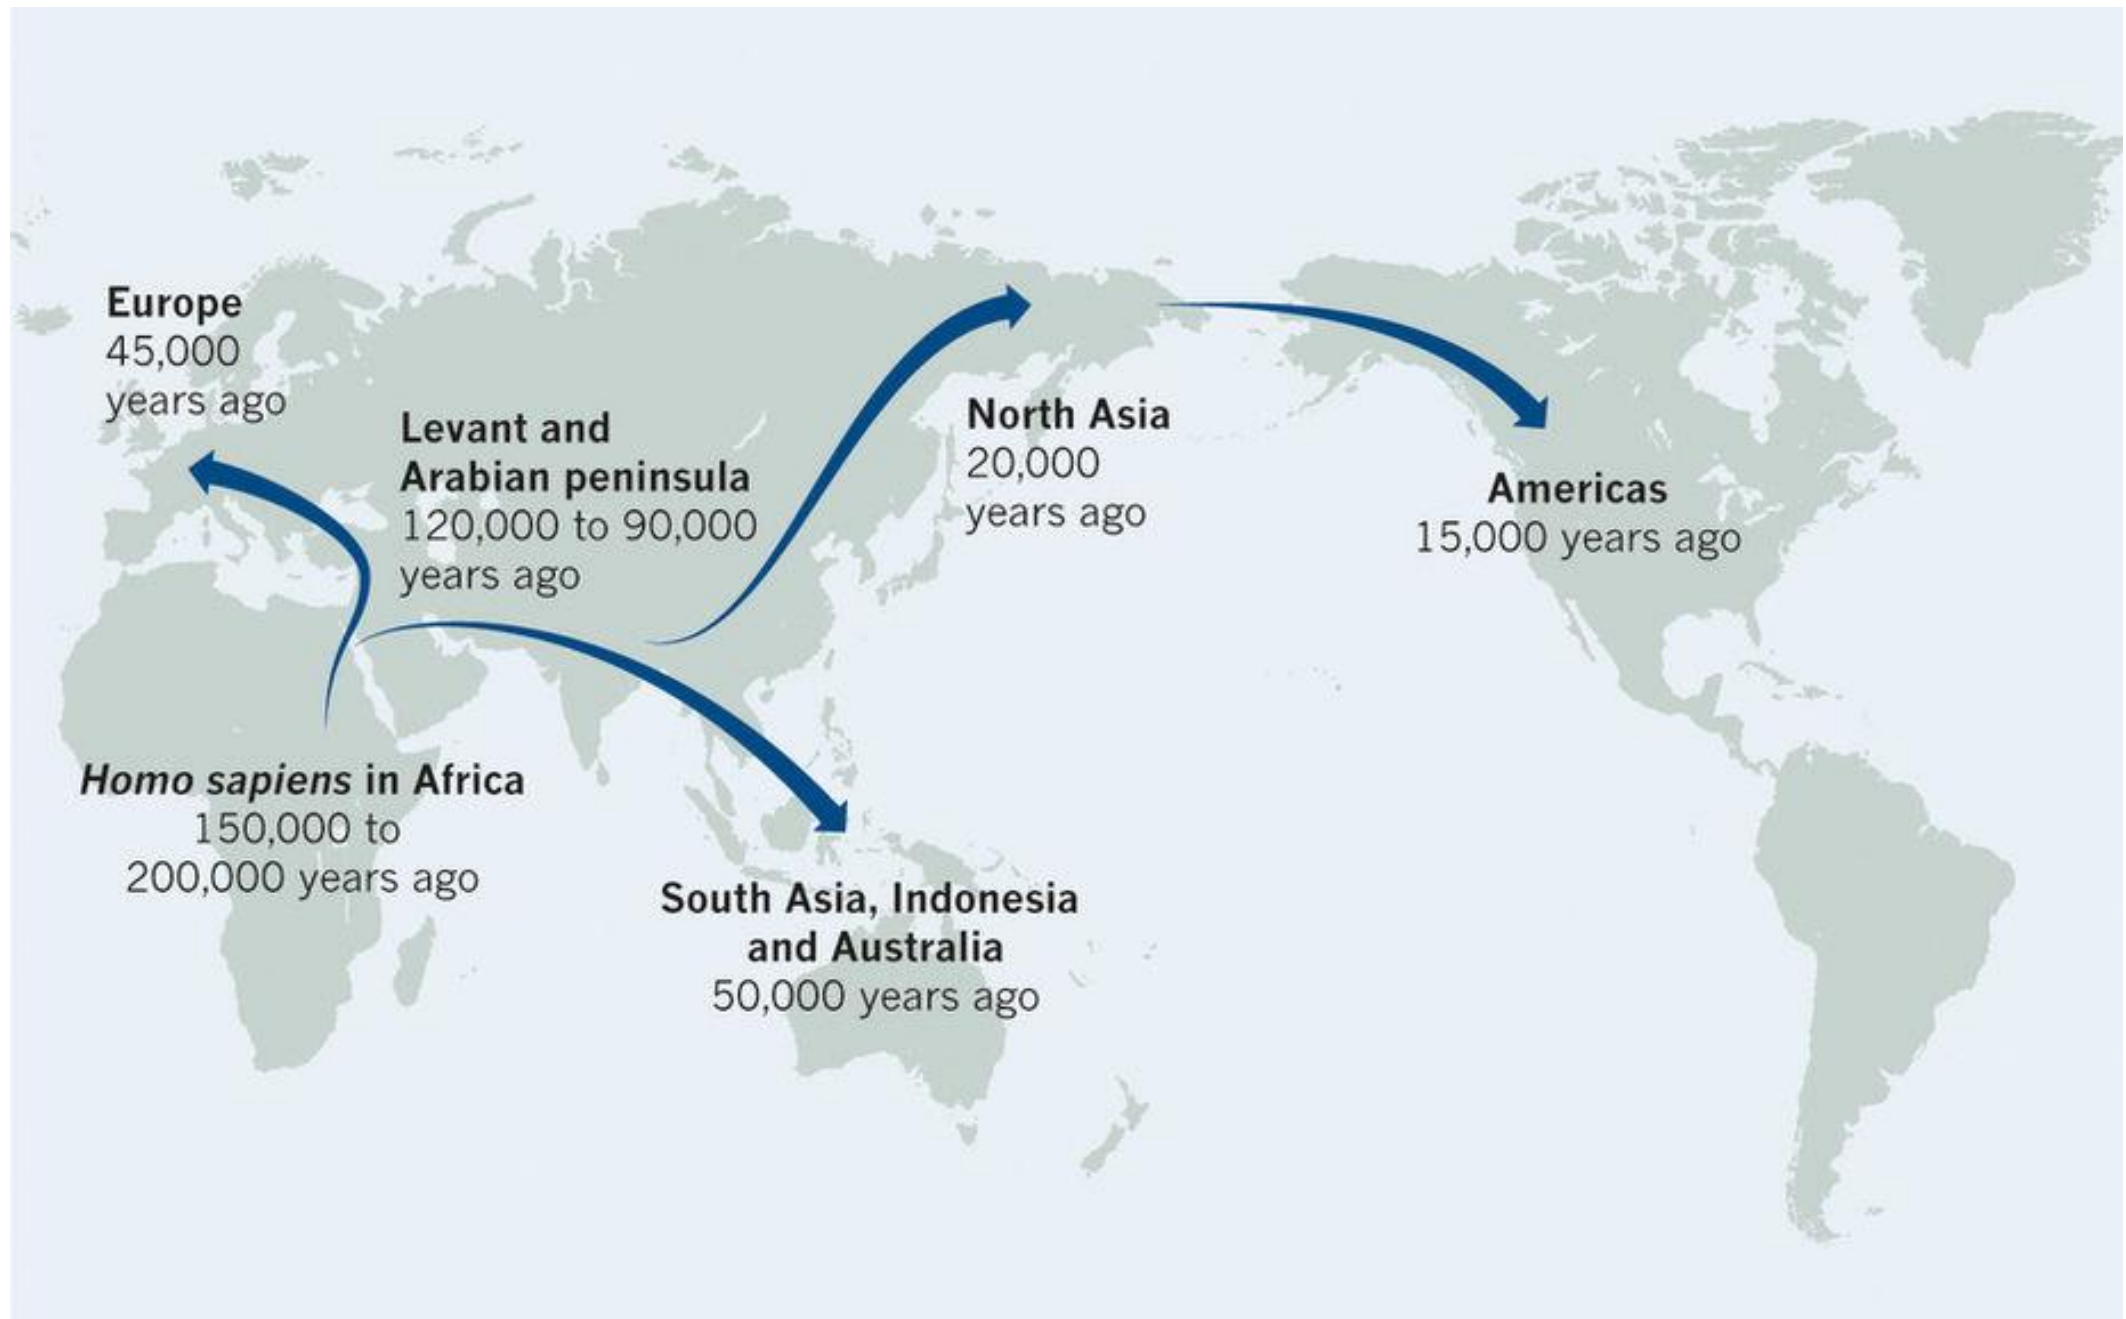 Europe
45,000
years ago
Levant and
Arabian peninsula
120,000 to 90,000
years ago
North Asia
20,000
years ago
Americas
15,000 years ago
Homo sapiens in Africa
150,000 to
200,000 years ago
South Asia, Indonesia
and Australia
50,000 years ago